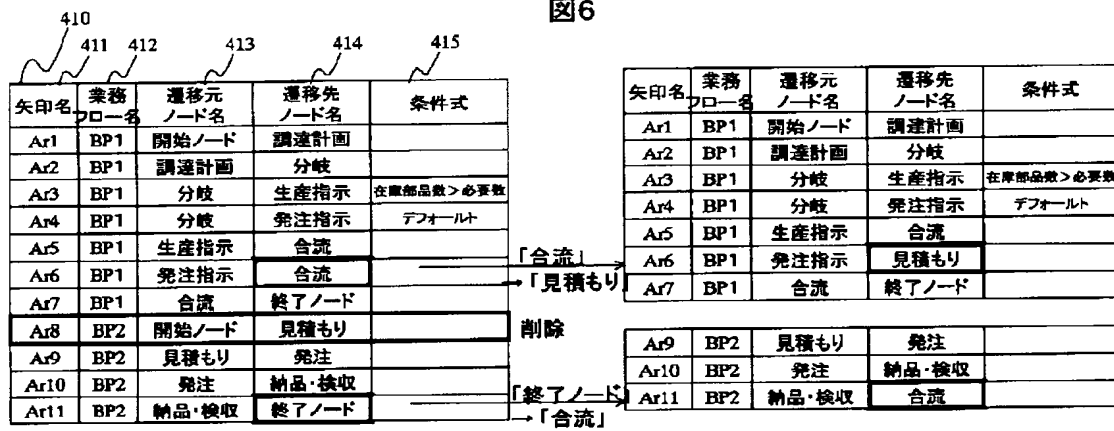 図6
410
411 412 413 414 415
矢印名 業務フロー名 遷移元ノード名 遷移先ノード名 条件式
Ar1 BP1 開始ノード 調達計画
Ar2 BP1 調達計画 分岐
Ar3 BP1 分岐 生産指示 在庫部品数>必要数
Ar4 BP1 分岐 発注指示 デフォールト
Ar5 BP1 生産指示 合流
Ar6 BP1 発注指示 合流
Ar7 BP1 合流 終了ノード
Ar8 BP2 開始ノード 見積もり
Ar9 BP2 見積もり 発注
Ar10 BP2 発注 納品・検収
Ar11 BP2 納品・検収 終了ノード
「合流」
→「見積もり」
削除
「終了ノード」
→「合流」
矢印名 業務フロー名 遷移元ノード名 遷移先ノード名 条件式
Ar1 BP1 開始ノード 調達計画
Ar2 BP1 調達計画 分岐
Ar3 BP1 分岐 生産指示 在庫部品数>必要数
Ar4 BP1 分岐 発注指示 デフォールト
Ar5 BP1 生産指示 合流
Ar6 BP1 発注指示 見積もり
Ar7 BP1 合流 終了ノード
Ar9 BP2 見積もり 発注
Ar10 BP2 発注 納品・検収
Ar11 BP2 納品・検収 合流